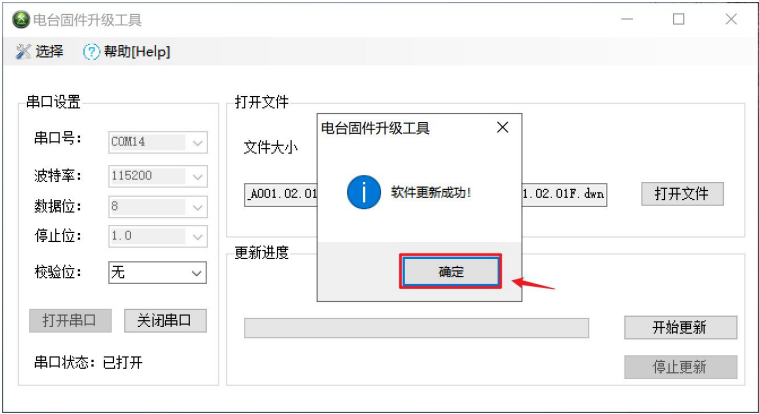 电台固件升级工具
选择 帮助[Help]
串口设置
串口号： COM14
波特率： 115200
数据位： 8
停止位： 1.0
校验位： 无
打开串口 关闭串口
串口状态：已打开
打开文件
文件大小
_A001.02.01 1.02.01F.dwn 打开文件
更新进度
开始更新
停止更新
电台固件升级工具
软件更新成功！
确定